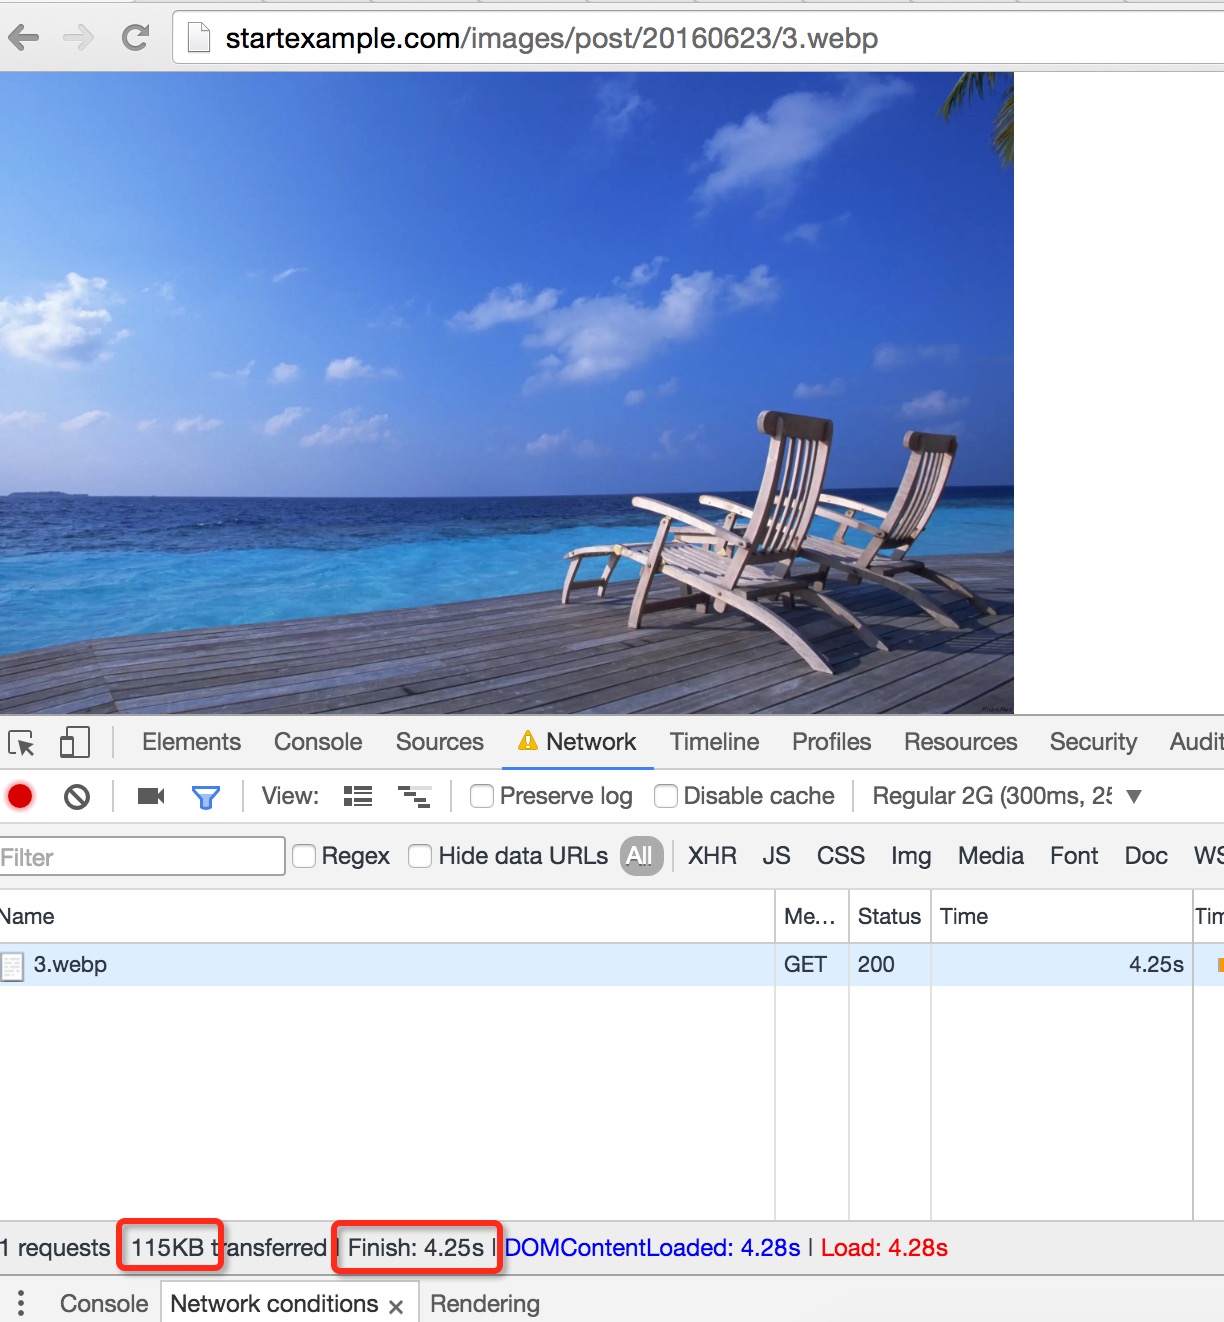 startexample.com/images/post/20160623/3.webp
Elements Console Sources Network Timeline Profiles Resources Security Audit
View: Preserve log Disable cache Regular 2G (300ms, 25
Filter Regex Hide data URLs All XHR JS CSS Img Media Font Doc WS
Name Me... Status Time Tim
3.webp GET 200 4.25s
1 requests 115KB transferred | Finish: 4.25s | DOMContentLoaded: 4.28s | Load: 4.28s
Console Network conditions × Rendering